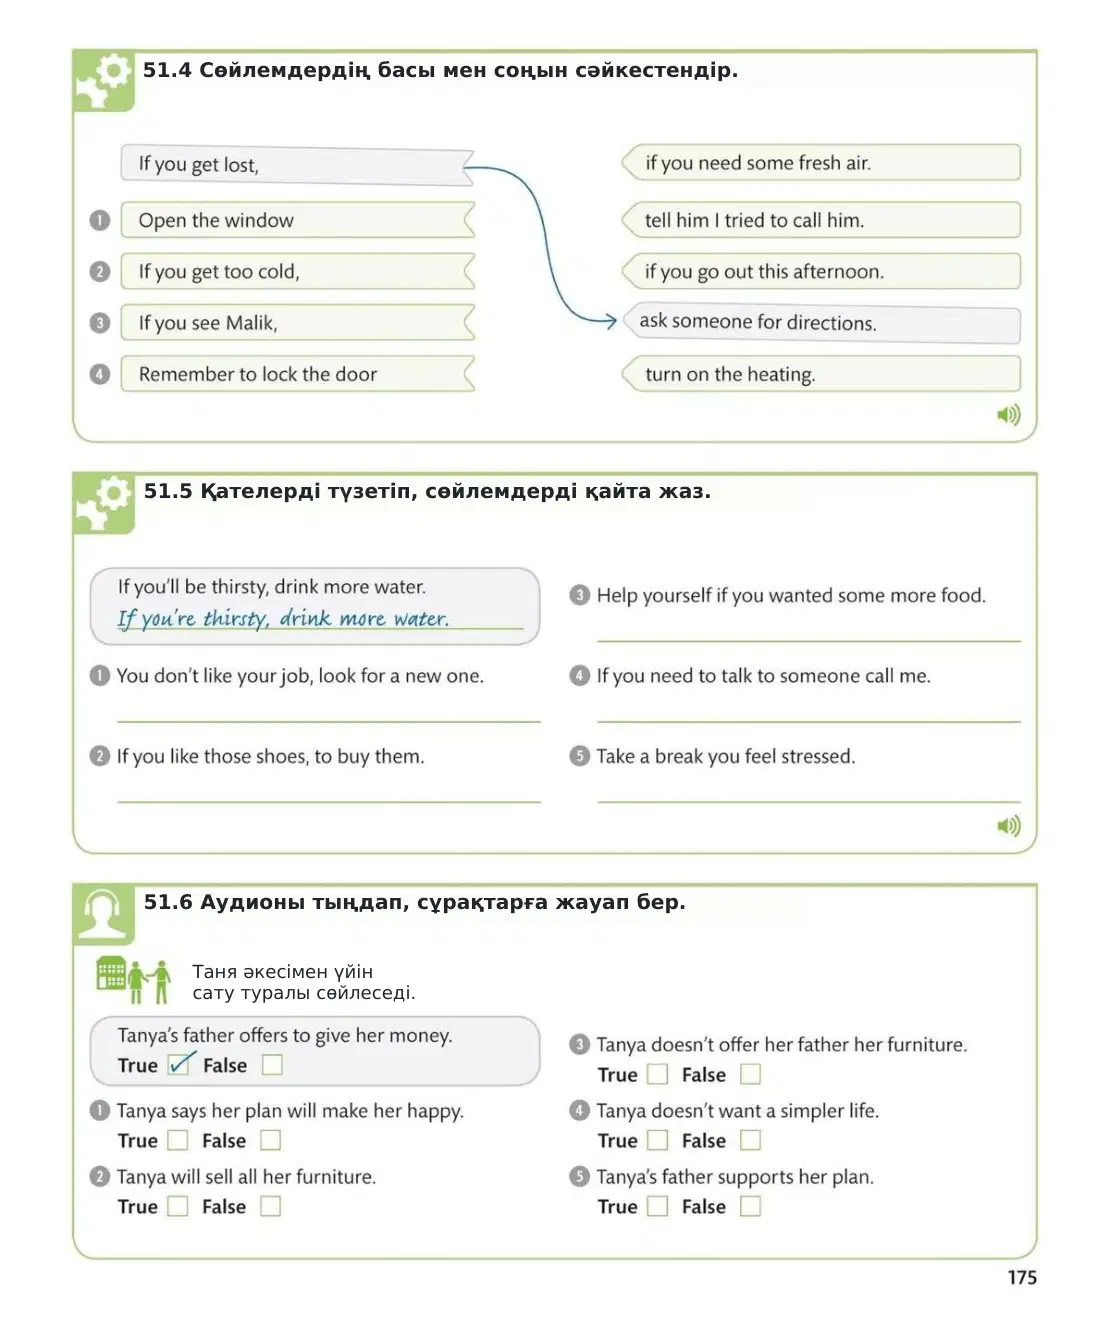 51.4 Сөйлемдердің басы мен соңын сәйкестендір.
If you get lost,
1 Open the window
2 If you get too cold,
3 If you see Malik,
4 Remember to lock the door
if you need some fresh air.
tell him I tried to call him.
if you go out this afternoon.
ask someone for directions.
turn on the heating.
51.5 Қателерді түзетіп, сөйлемдерді қайта жаз.
If you'll be thirsty, drink more water.
If you're thirsty, drink more water.
1 You don't like your job, look for a new one.
2 If you like those shoes, to buy them.
3 Help yourself if you wanted some more food.
4 If you need to talk to someone call me.
5 Take a break you feel stressed.
51.6 Аудионы тыңдап, сұрақтарға жауап бер.
Таня әкесімен үйін
сату туралы сөйлеседі.
Tanya's father offers to give her money.
True False
1 Tanya says her plan will make her happy.
True False
2 Tanya will sell all her furniture.
True False
3 Tanya doesn't offer her father her furniture.
True False
4 Tanya doesn't want a simpler life.
True False
5 Tanya's father supports her plan.
True False
175